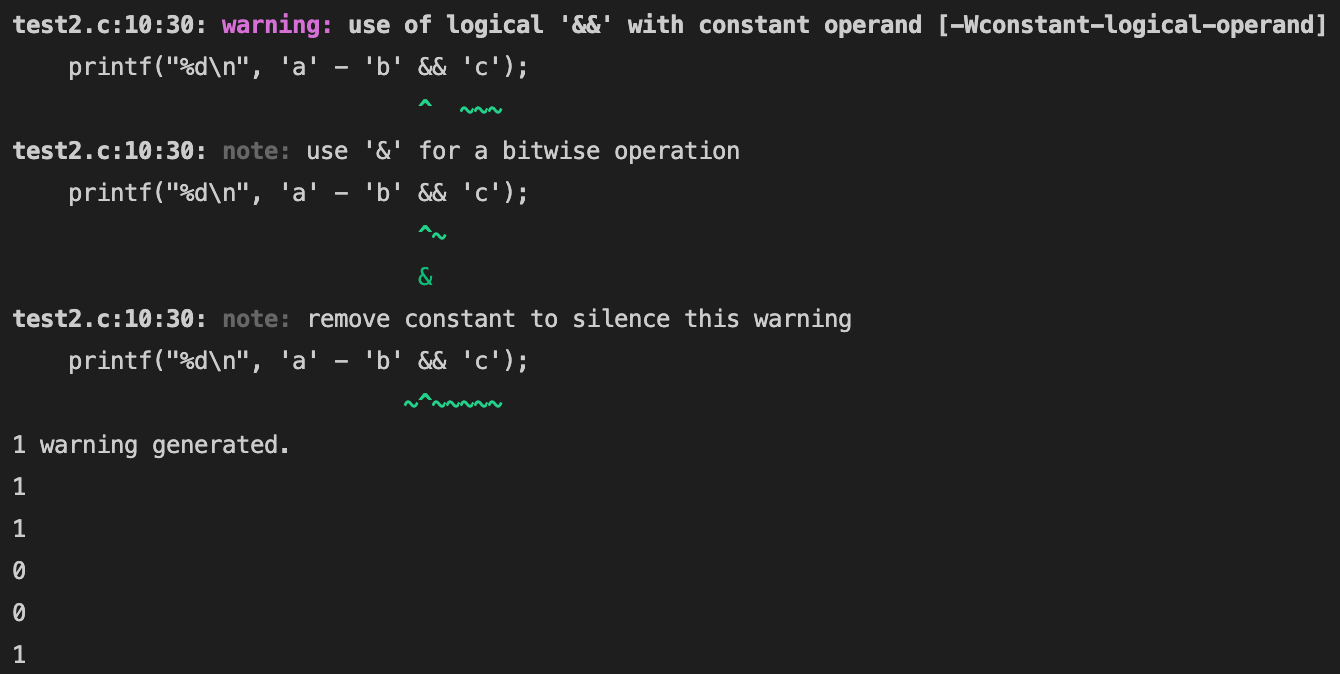 test2.c:10:30: warning: use of logical '&&' with constant operand [-Wconstant-logical-operand]
    printf("%d\n", 'a' - 'b' && 'c');
                             ^  ~~~
test2.c:10:30: note: use '&' for a bitwise operation
    printf("%d\n", 'a' - 'b' && 'c');
                             ^~
                             &
test2.c:10:30: note: remove constant to silence this warning
    printf("%d\n", 'a' - 'b' && 'c');
                            ~^~~~~~
1 warning generated.
1
1
0
0
1